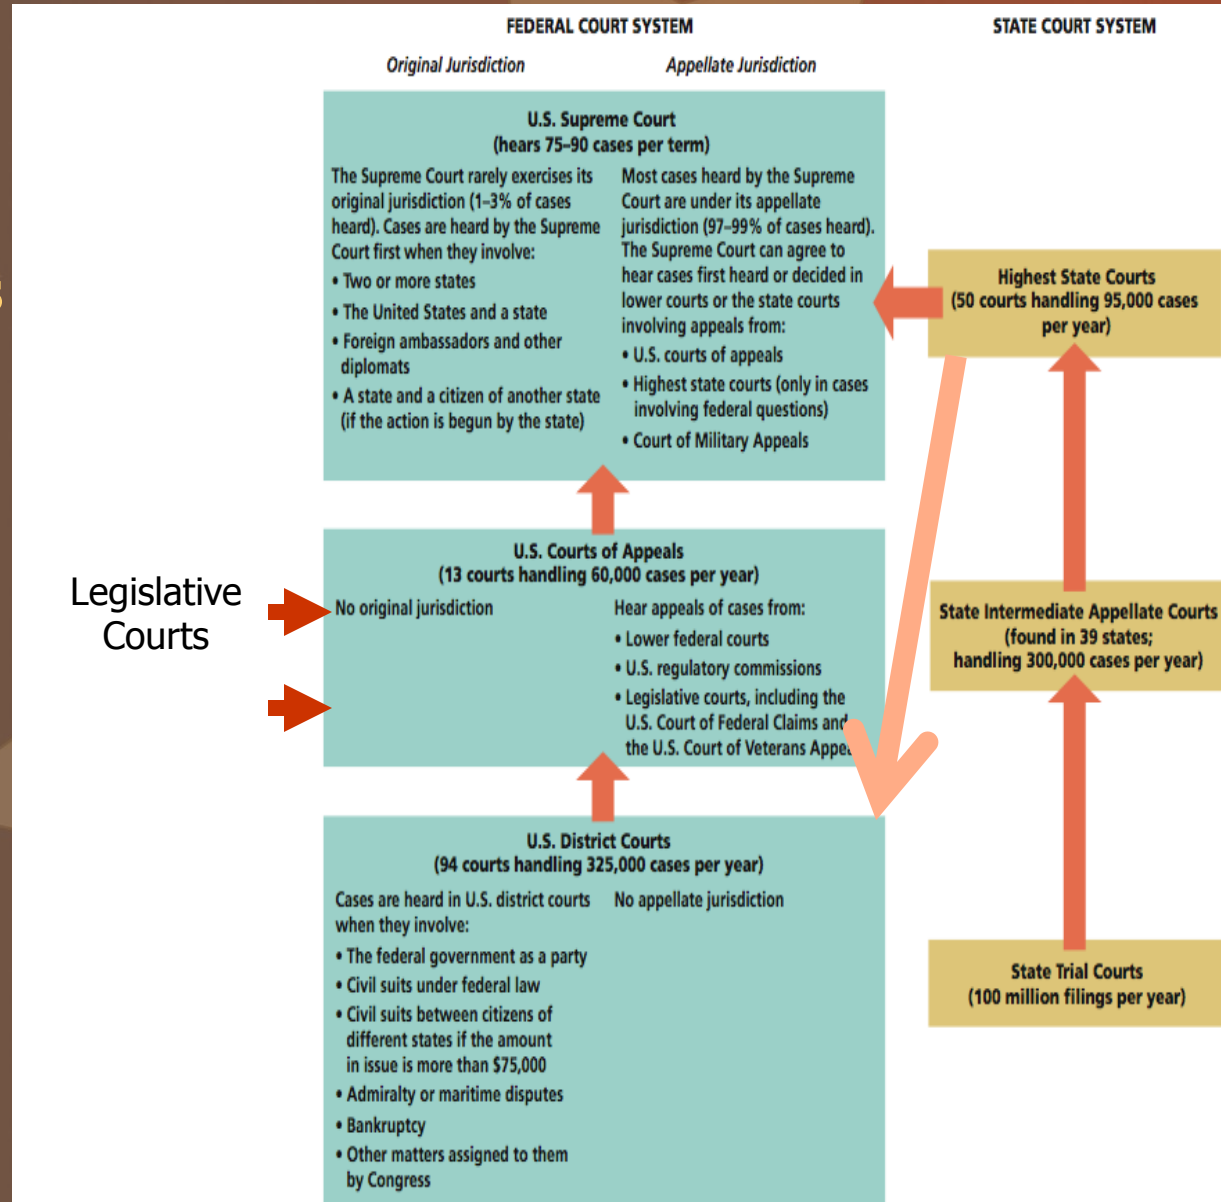 FEDERAL COURT SYSTEM
STATE COURT SYSTEM
Original Jurisdiction
Appellate Jurisdiction
U.S. Supreme Court
(hears 75–90 cases per term)
The Supreme Court rarely exercises its
original jurisdiction (1–3% of cases
heard). Cases are heard by the Supreme
Court first when they involve:
• Two or more states
• The United States and a state
• Foreign ambassadors and other
diplomats
• A state and a citizen of another state
(if the action is begun by the state)
Most cases heard by the Supreme
Court are under its appellate
jurisdiction (97–99% of cases heard).
The Supreme Court can agree to
hear cases first heard or decided in
lower courts or the state courts
involving appeals from:
• U.S. courts of appeals
• Highest state courts (only in cases
involving federal questions)
• Court of Military Appeals
Highest State Courts
(50 courts handling 95,000 cases
per year)
Legislative
Courts
U.S. Courts of Appeals
(13 courts handling 60,000 cases per year)
No original jurisdiction
Hear appeals of cases from:
• Lower federal courts
• U.S. regulatory commissions
• Legislative courts, including the
U.S. Court of Federal Claims and
the U.S. Court of Veterans
State Intermediate Appellate Courts
(found in 39 states;
handling 300,000 cases per year)
U.S. District Courts
(94 courts handling 325,000 cases per year)
Cases are heard in U.S. district courts
when they involve:
• The federal government as a party
• Civil suits under federal law
• Civil suits between citizens of
different states if the amount
in issue is more than $75,000
• Admiralty or maritime disputes
• Bankruptcy
• Other matters assigned to them
by Congress
No appellate jurisdiction
State Trial Courts
(100 million filings per year)